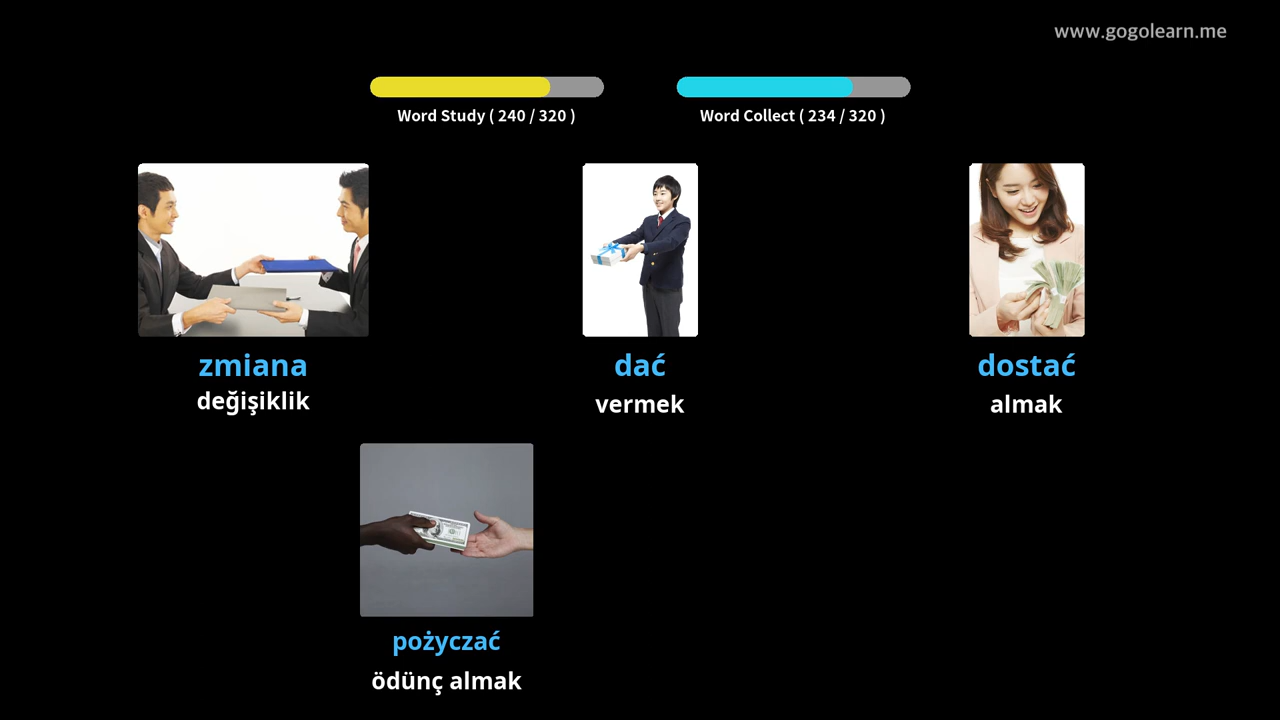 www.gogolearn.me
Word Study ( 240 / 320 )
Word Collect ( 234 / 320 )
zmiana
değişiklik
dać
vermek
dostać
almak
pożyczać
ödünç almak